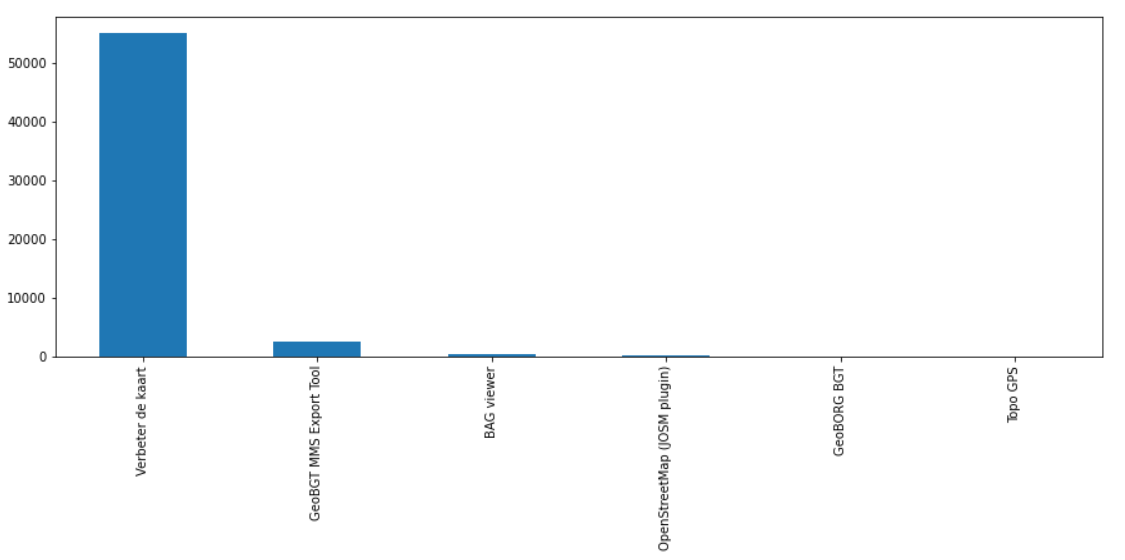 50000
40000
30000
20000
10000
0
Verbeter de kaart
GeoBGT MMS Export Tool
BAG viewer
OpenStreetMap (JOSM plugin)
GeoBORG BGT
Topo GPS